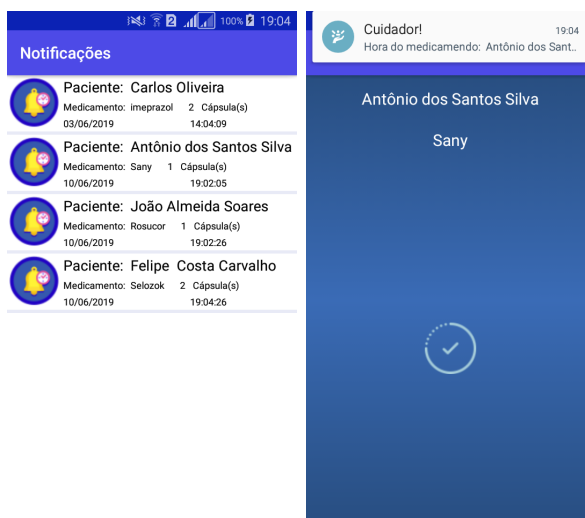 2 100% 19:04
Notificações
Paciente: Carlos Oliveira
Medicamento: imeprazol 2 Cápsula(s)
03/06/2019 14:04:09
Paciente: Antônio dos Santos Silva
Medicamento: Sany 1 Cápsula(s)
10/06/2019 19:02:05
Paciente: João Almeida Soares
Medicamento: Rosucor 1 Cápsula(s)
10/06/2019 19:02:26
Paciente: Felipe Costa Carvalho
Medicamento: Selozok 2 Cápsula(s)
10/06/2019 19:04:26
Cuidador! 19:04
Hora do medicamendo: Antônio dos Sant..
Antônio dos Santos Silva
Sany